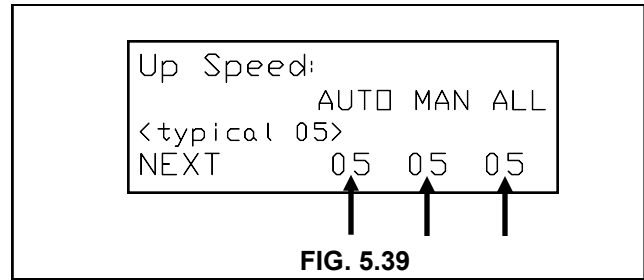 Up Speed:
AUTO MAN ALL
<typical 05>
NEXT 05 05 05
FIG. 5.39